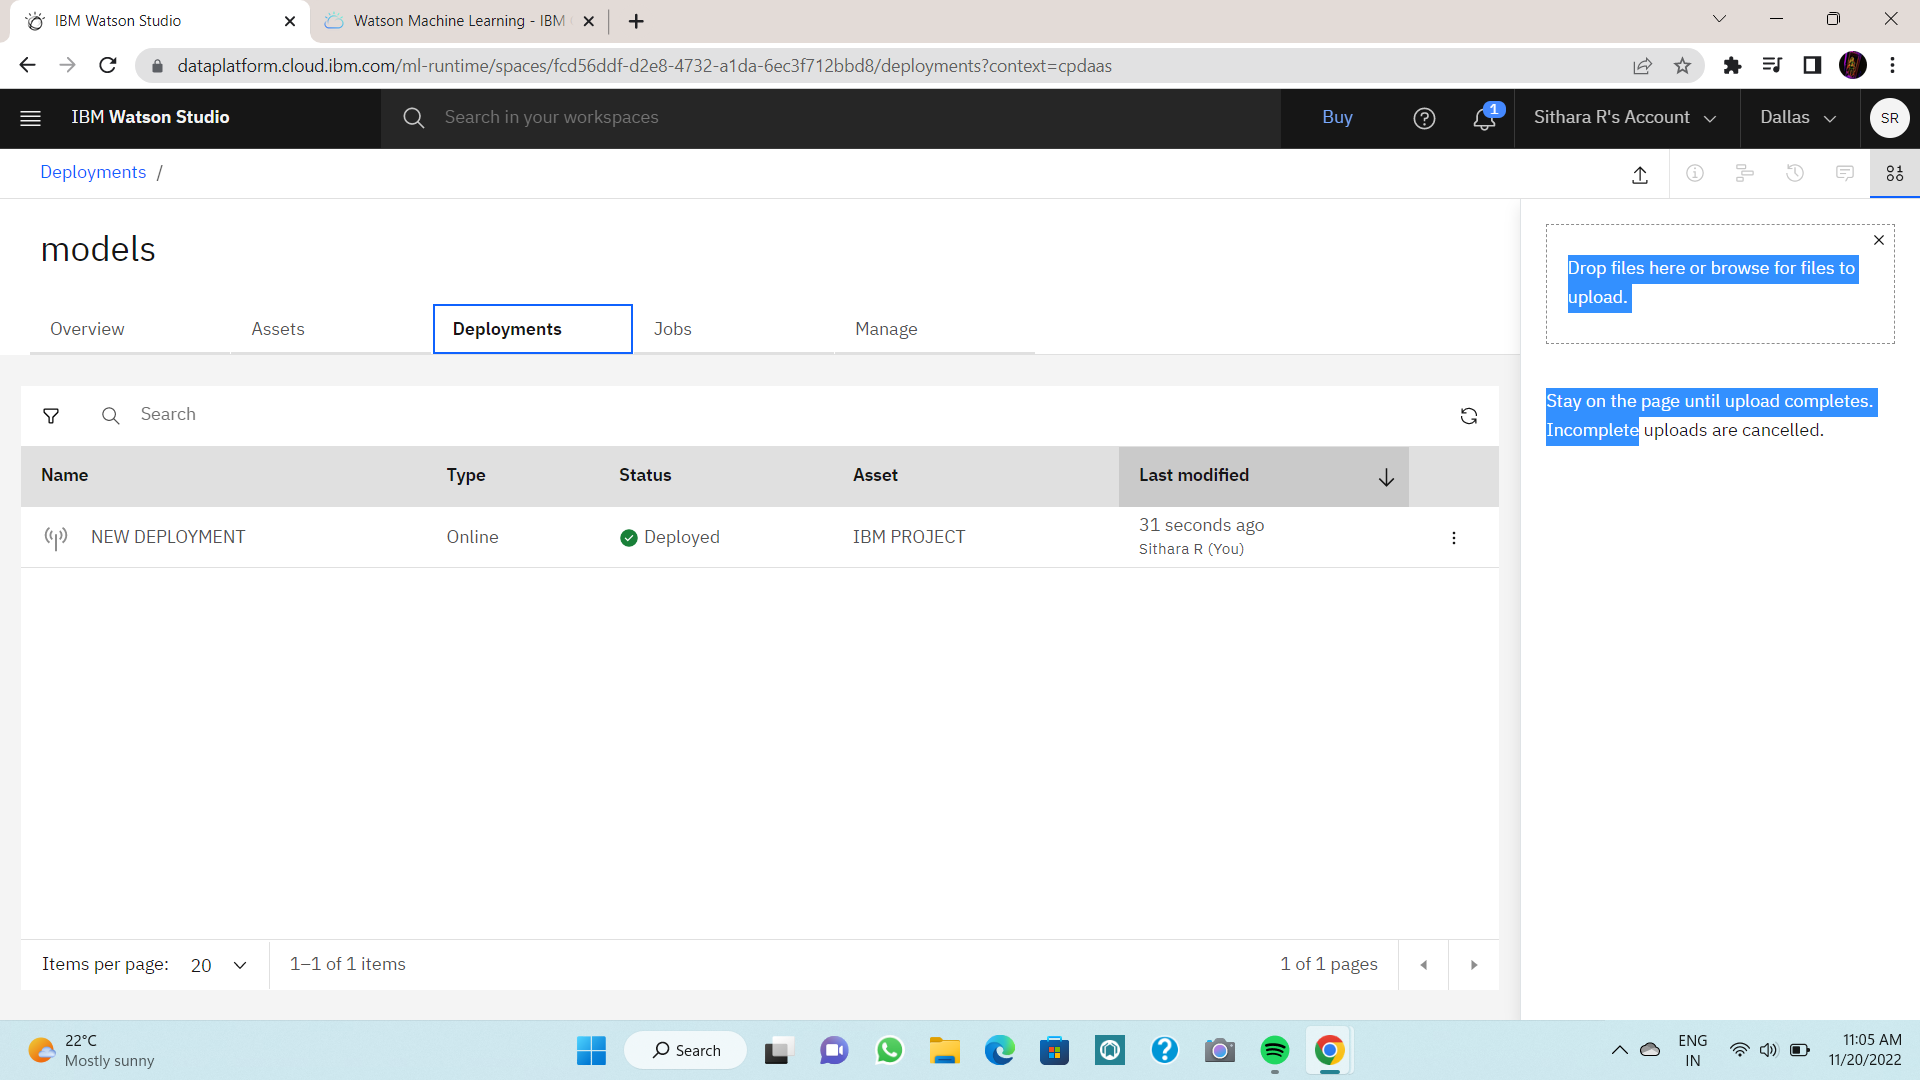 IBM Watson Studio
Watson Machine Learning - IBM
dataplatform.cloud.ibm.com/ml-runtime/spaces/fcd56ddf-d2e8-4732-a1da-6ec3f712bbd8/deployments?context=cpdaas
IBM Watson Studio
Search in your workspaces
Buy
1
Sithara R's Account
Dallas
SR
Deployments /
models
Overview
Assets
Deployments
Jobs
Manage
Drop files here or browse for files to
upload.
Stay on the page until upload completes.
Incomplete uploads are cancelled.
Search
Name
Type
Status
Asset
Last modified
NEW DEPLOYMENT
Online
Deployed
IBM PROJECT
31 seconds ago
Sithara R (You)
Items per page: 20
1–1 of 1 items
1 of 1 pages
22°C
Mostly sunny
Search
ENG
IN
11:05 AM
11/20/2022